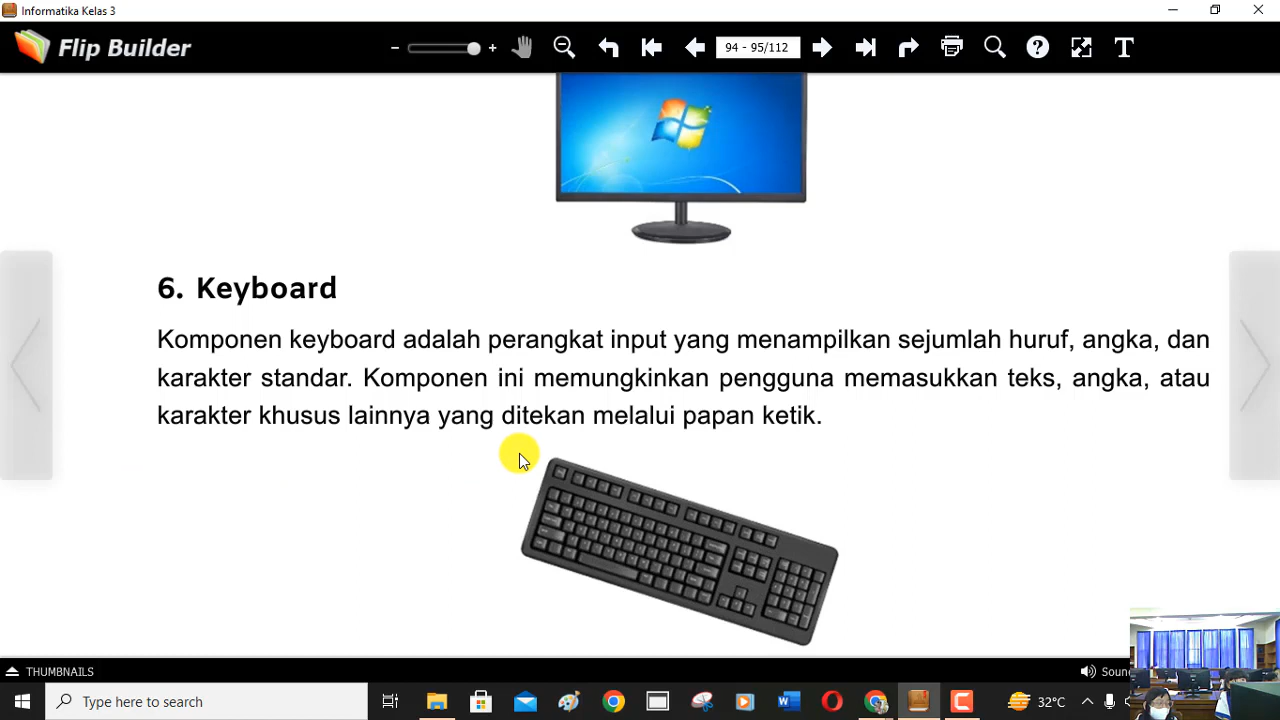 Informatika Kelas 3
Flip Builder
94 - 95/112
T
6. Keyboard
Komponen keyboard adalah perangkat input yang menampilkan sejumlah huruf, angka, dan
karakter standar. Komponen ini memungkinkan pengguna memasukkan teks, angka, atau
karakter khusus lainnya yang ditekan melalui papan ketik.
THUMBNAILS
Type here to search
32°C